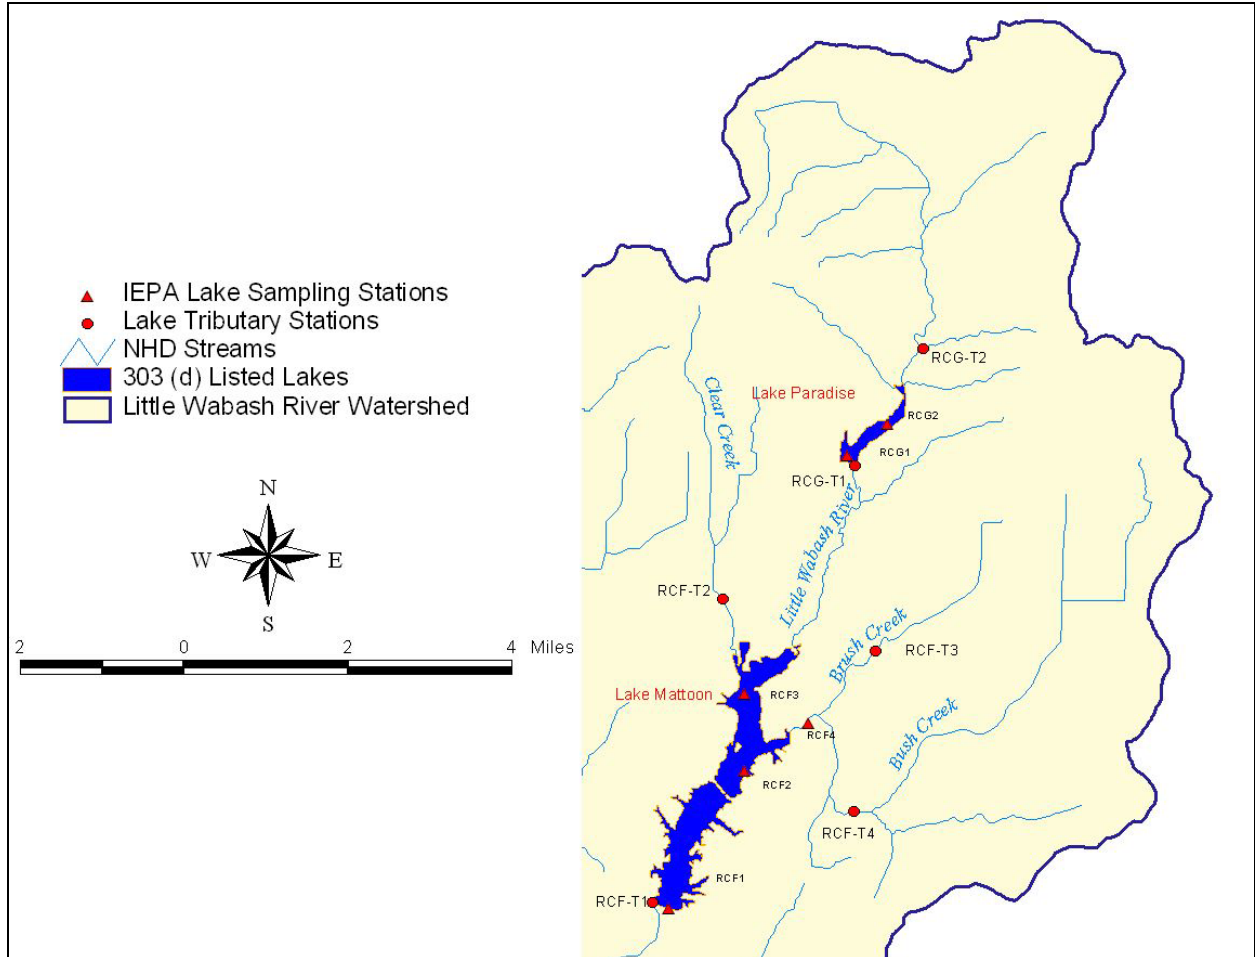 IEPA Lake Sampling Stations
Lake Tributary Stations
NHD Streams
303 (d) Listed Lakes
Little Wabash River Watershed
N
W
E
S
2
0
2
4
Miles
RCG-T2
Lake Paradise
Clear Creek
RCG2
RCG1
RCG-T1
Little Wabash River
RCF-T2
Brush Creek
RCF-T3
Lake Mattoon
RCF3
RCF4
Bush Creek
RCF2
RCF-T4
RCF1
RCF-T1